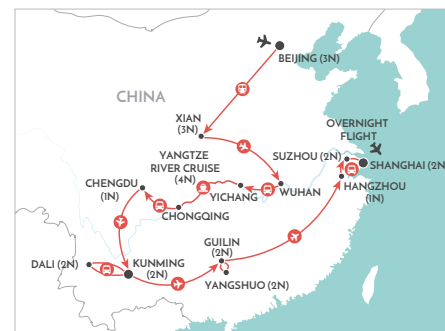 BEIJING (3N)
CHINA
XIAN
(3N)
OVERNIGHT
FLIGHT
YANGTZE
RIVER CRUISE
(4N)
SUZHOU (2N)
SHANGHAI (2N)
CHENGDU
(1N)
WUHAN
HANGZHOU
(1N)
YICHANG
CHONGQING
GUILIN
(2N)
DALI (2N)
KUNMING
(2N)
YANGSHUO (2N)